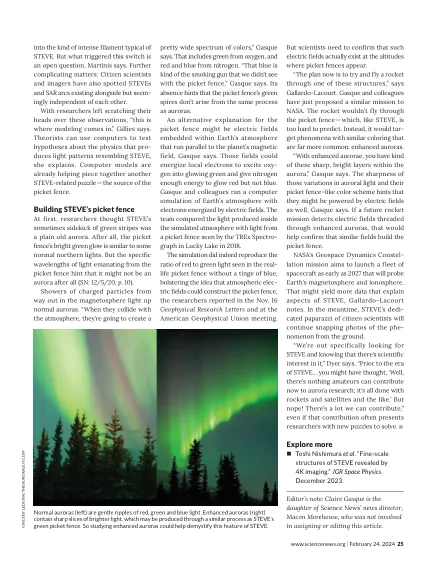 into the kind of intense filament typical of
STEVE. But what triggered this switch is
an open question, Martinis says. Further
complicating matters: Citizen scientists
and imagers have also spotted STEVEs
and SAR arcs existing alongside but seem-
ingly independent of each other.
With researchers left scratching their
heads over these observations, "this is
where modeling comes in," Gillies says.
Theorists can use computers to test
hypotheses about the physics that pro-
duces light patterns resembling STEVE,
she explains. Computer models are
already helping piece together another
STEVE-related puzzle — the source of the
picket fence.
Building STEVE's picket fence
At first, researchers thought STEVE's
sometimes sidekick of green stripes was
a plain old aurora. After all, the picket
fence's bright green glow is similar to some
normal northern lights. But the specific
wavelengths of light emanating from the
picket fence hint that it might not be an
aurora after all (SN: 12/5/20, p. 10).
Showers of charged particles from
way out in the magnetosphere light up
normal auroras. "When they collide with
the atmosphere, they're going to create a
pretty wide spectrum of colors," Gasque
says. That includes green from oxygen, and
red and blue from nitrogen. "That blue is
kind of the smoking gun that we didn't see
with the picket fence," Gasque says. Its
absence hints that the picket fence's green
spires don't arise from the same process
as auroras.
An alternative explanation for the
picket fence might be electric fields
embedded within Earth's atmosphere
that run parallel to the planet's magnetic
field, Gasque says. Those fields could
energize local electrons to excite oxy-
gen into glowing green and give nitrogen
enough energy to glow red but not blue.
Gasque and colleagues ran a computer
simulation of Earth's atmosphere with
electrons energized by electric fields. The
team compared the light produced inside
the simulated atmosphere with light from
a picket fence seen by the TREx Spectro-
graph in Lucky Lake in 2018.
The simulation did indeed reproduce the
ratio of red to green light seen in the real-
life picket fence without a tinge of blue,
bolstering the idea that atmospheric elec-
tric fields could construct the picket fence,
the researchers reported in the Nov. 16
Geophysical Research Letters and at the
American Geophysical Union meeting.
But scientists need to confirm that such
electric fields actually exist at the altitudes
where picket fences appear.
"The plan now is to try and fly a rocket
through one of these structures," says
Gallardo-Lacourt. Gasque and colleagues
have just proposed a similar mission to
NASA. The rocket wouldn't fly through
the picket fence — which, like STEVE, is
too hard to predict. Instead, it would tar-
get phenomena with similar coloring that
are far more common: enhanced auroras.
"With enhanced aurorae, you have kind
of these sharp, bright layers within the
aurora," Gasque says. The sharpness of
those variations in auroral light and their
picket fence–like color scheme hints that
they might be powered by electric fields
as well, Gasque says. If a future rocket
mission detects electric fields threaded
through enhanced auroras, that would
help confirm that similar fields build the
picket fence.
NASA's Geospace Dynamics Constel-
lation mission aims to launch a fleet of
spacecraft as early as 2027 that will probe
Earth's magnetosphere and ionosphere.
That might yield more data that explain
aspects of STEVE, Gallardo-Lacourt
notes. In the meantime, STEVE's dedi-
cated paparazzi of citizen scientists will
continue snapping photos of the phe-
nomenon from the ground.
"We're out specifically looking for
STEVE and knowing that there's scientific
interest in it," Dyer says. "Prior to the era
of STEVE... you might have thought, 'Well,
there's nothing amateurs can contribute
now to aurora research; it's all done with
rockets and satellites and the like.' But
nope! There's a lot we can contribute,"
even if that contribution often presents
researchers with new puzzles to solve. ■
Explore more
■ Toshi Nishimura et al. "Fine-scale
structures of STEVE revealed by
4K imaging." JGR Space Physics.
December 2023.
Editor's note: Claire Gasque is the
daughter of Science News' news director,
Macon Morehouse, who was not involved
in assigning or editing this article.
VINCENT LEDVINA/THEAURORAGUY.COM
Normal auroras (left) are gentle ripples of red, green and blue light. Enhanced auroras (right)
contain sharp slices of brighter light, which may be produced through a similar process as STEVE's
green picket fence. So studying enhanced auroras could help demystify this feature of STEVE.
www.sciencenews.org | February 24, 2024 25